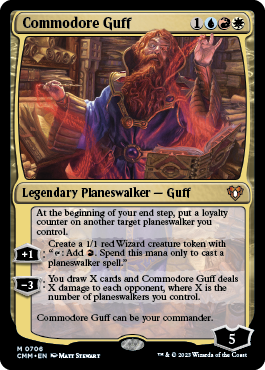 Commodore Guff 1
Legendary Planeswalker — Guff
At the beginning of your end step, put a loyalty
counter on another target planeswalker you
control.
+1 Create a 1/1 red Wizard creature token with
": Add . Spend this mana only to cast a
planeswalker spell."
−3 You draw X cards and Commodore Guff deals
X damage to each opponent, where X is the
number of planeswalkers you control.
Commodore Guff can be your commander.
5
M 0706
CMM • EN Matt Stewart
™ & © 2023 Wizards of the Coast